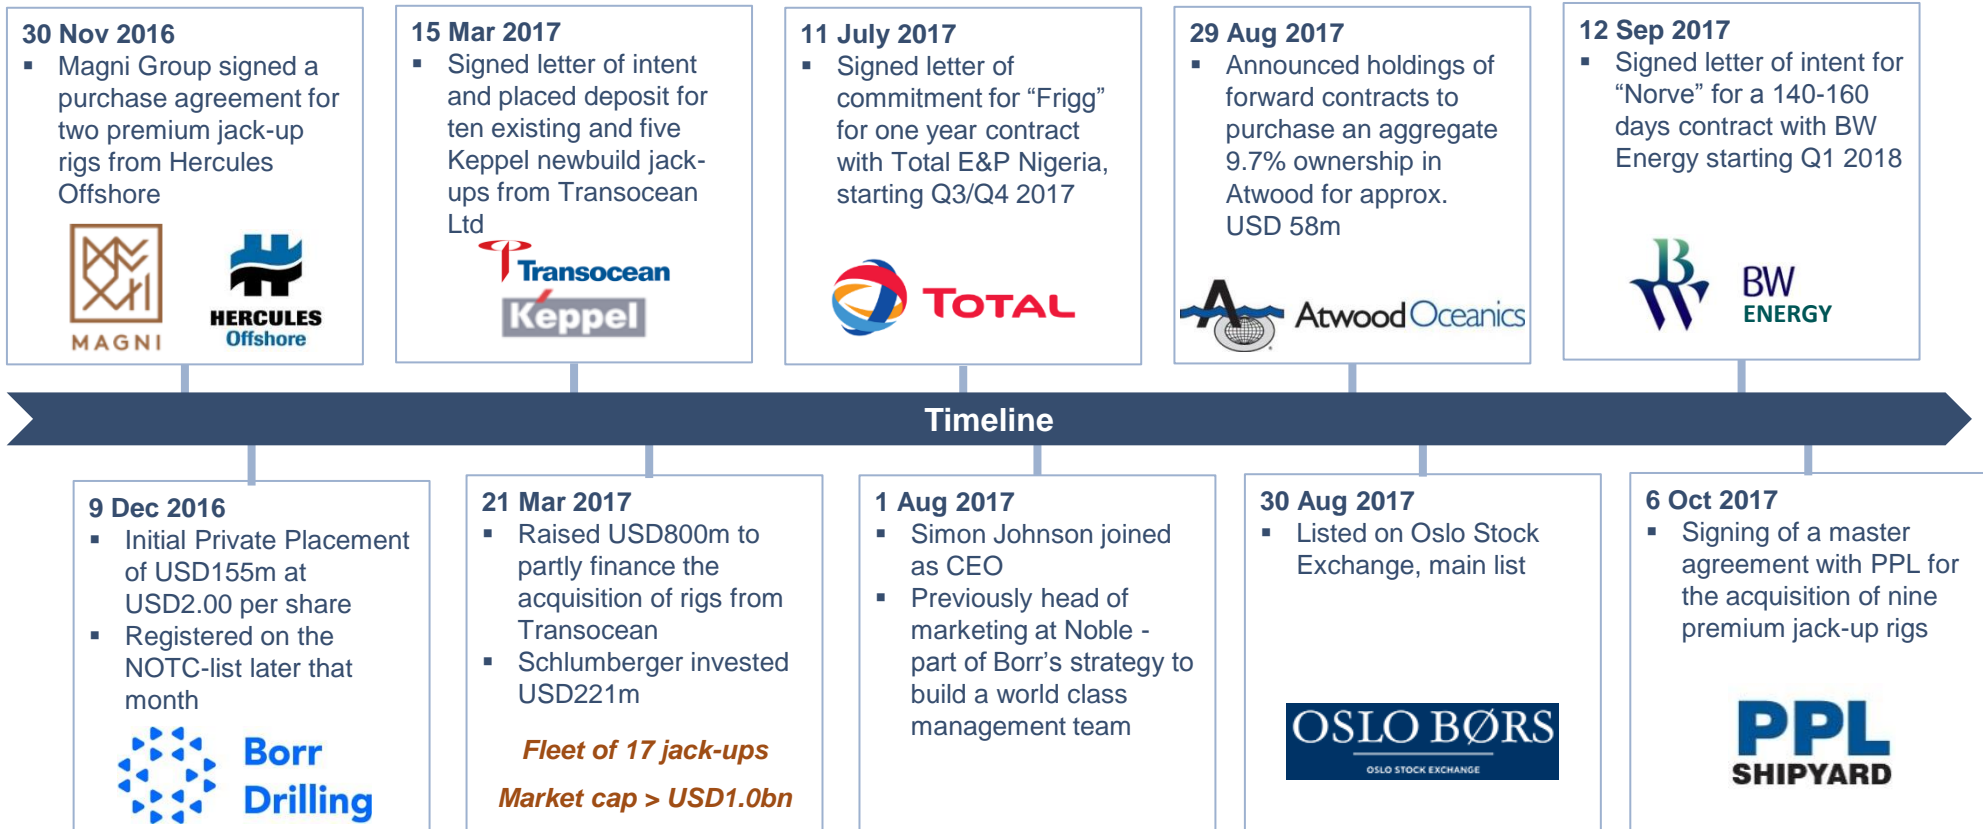 30 Nov 2016
▪ Magni Group signed a
purchase agreement for
two premium jack-up
rigs from Hercules
Offshore
MAGNI
HERCULES
Offshore
15 Mar 2017
▪ Signed letter of intent
and placed deposit for
ten existing and five
Keppel newbuild jack-
ups from Transocean
Ltd
Transocean
Keppel
11 July 2017
▪ Signed letter of
commitment for “Frigg”
for one year contract
with Total E&P Nigeria,
starting Q3/Q4 2017
TOTAL
29 Aug 2017
▪ Announced holdings of
forward contracts to
purchase an aggregate
9.7% ownership in
Atwood for approx.
USD 58m
Atwood Oceanics
12 Sep 2017
▪ Signed letter of intent for
“Norve” for a 140-160
days contract with BW
Energy starting Q1 2018
BW
BW
ENERGY
Timeline
9 Dec 2016
▪ Initial Private Placement
of USD155m at
USD2.00 per share
▪ Registered on the
NOTC-list later that
month
Borr
Drilling
21 Mar 2017
▪ Raised USD800m to
partly finance the
acquisition of rigs from
Transocean
▪ Schlumberger invested
USD221m
Fleet of 17 jack-ups
Market cap > USD1.0bn
1 Aug 2017
▪ Simon Johnson joined
as CEO
▪ Previously head of
marketing at Noble -
part of Borr’s strategy to
build a world class
management team
30 Aug 2017
▪ Listed on Oslo Stock
Exchange, main list
OSLO BØRS
OSLO STOCK EXCHANGE
6 Oct 2017
▪ Signing of a master
agreement with PPL for
the acquisition of nine
premium jack-up rigs
PPL
SHIPYARD